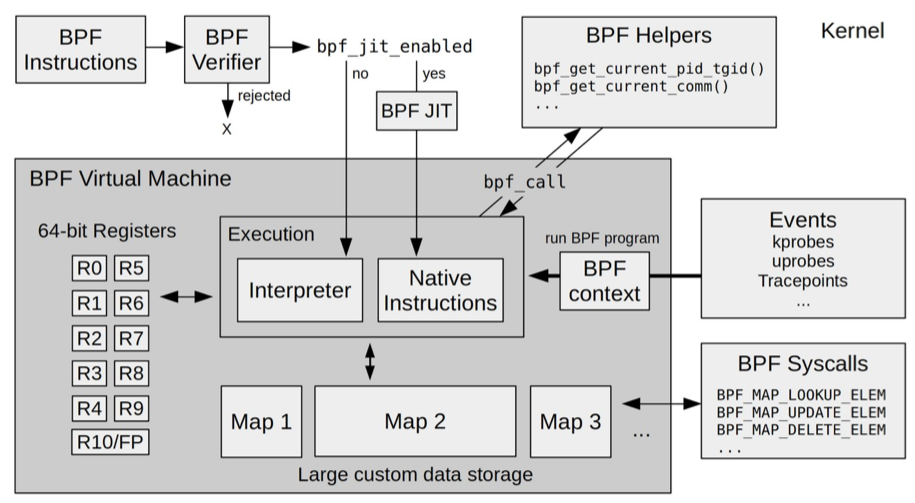 BPF
Instructions
BPF
Verifier
rejected
X
bpf_jit_enabled
no
yes
BPF JIT
BPF Helpers
bpf_get_current_pid_tgid()
bpf_get_current_comm()
...
Kernel
BPF Virtual Machine
bpf_call
64-bit Registers
R0 R5
R1 R6
R2 R7
R3 R8
R4 R9
R10/FP
Execution
Interpreter
Native
Instructions
run BPF program
BPF
context
Events
kprobes
uprobes
Tracepoints
...
Map 1
Map 2
Map 3
...
Large custom data storage
BPF Syscalls
BPF_MAP_LOOKUP_ELEM
BPF_MAP_UPDATE_ELEM
BPF_MAP_DELETE_ELEM
...